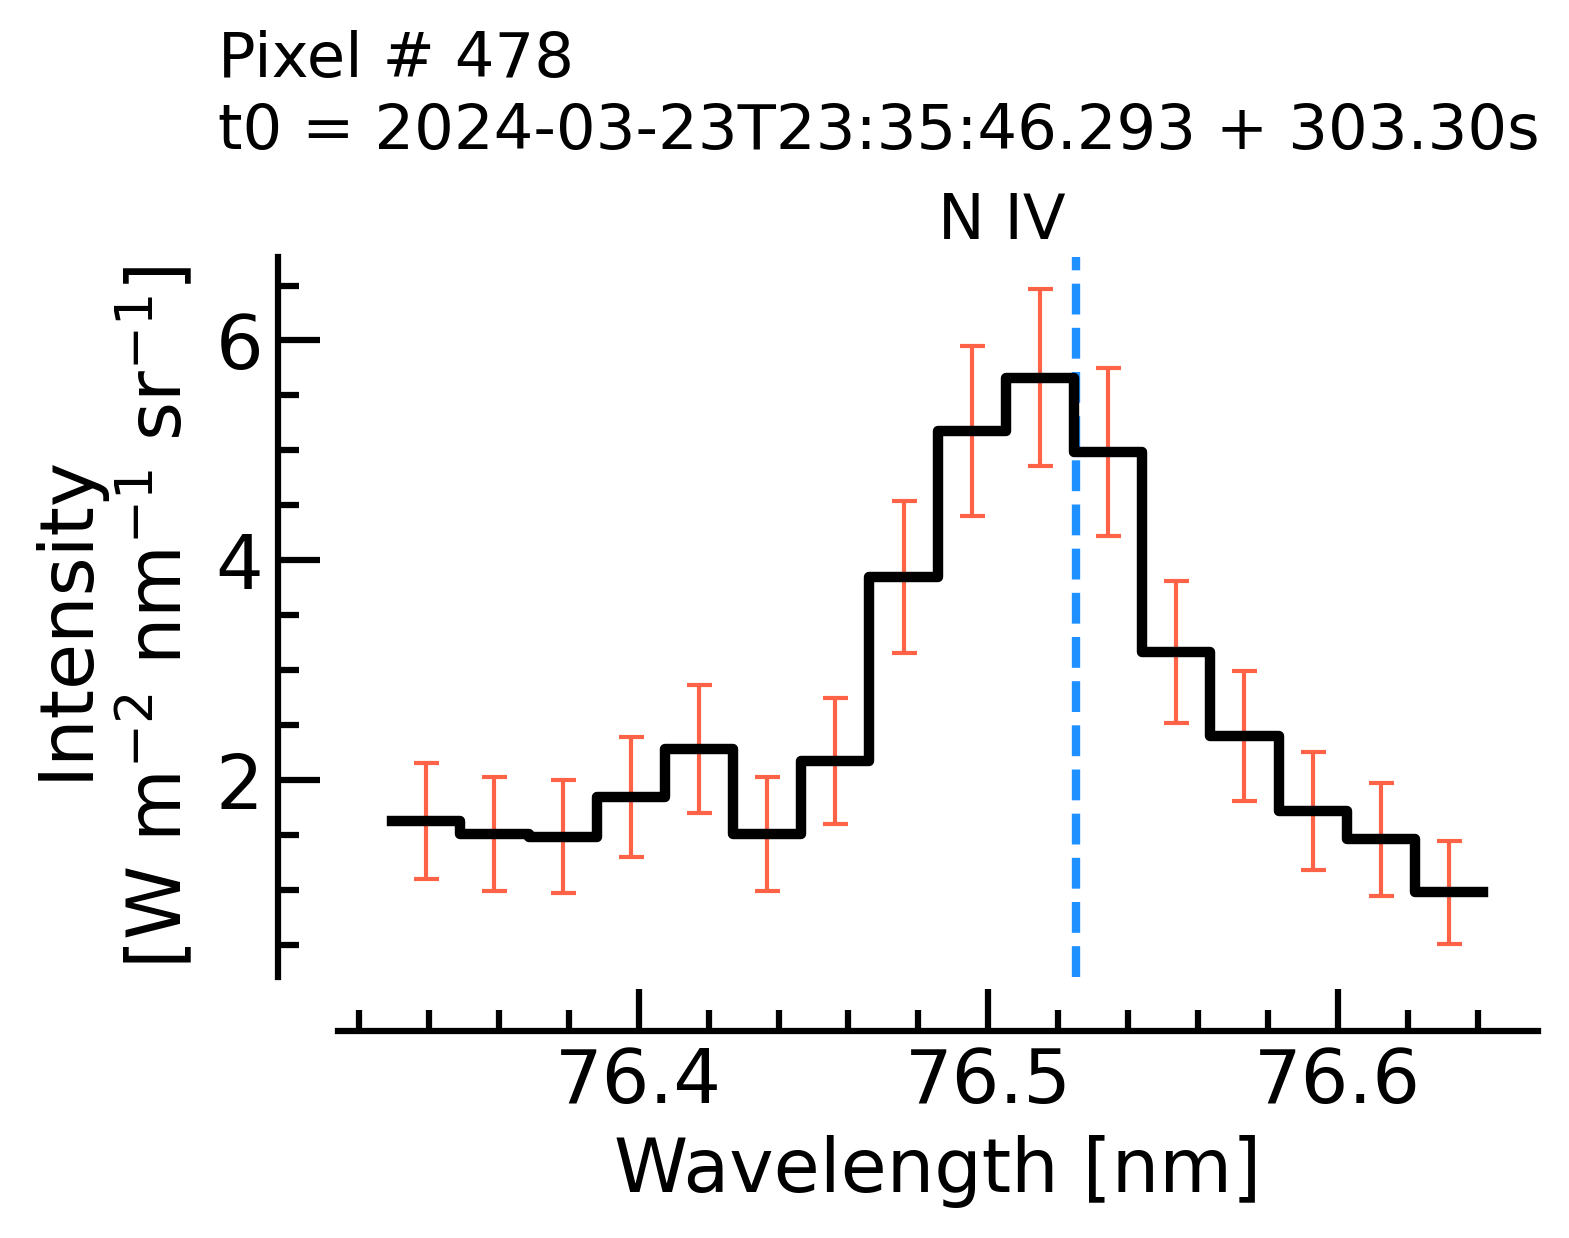 Pixel # 478
t0 = 2024-03-23T23:35:46.293 + 303.30s
N IV
Intensity
[W m⁻² nm⁻¹ sr⁻¹]
6
4
2
76.4 76.5 76.6
Wavelength [nm]